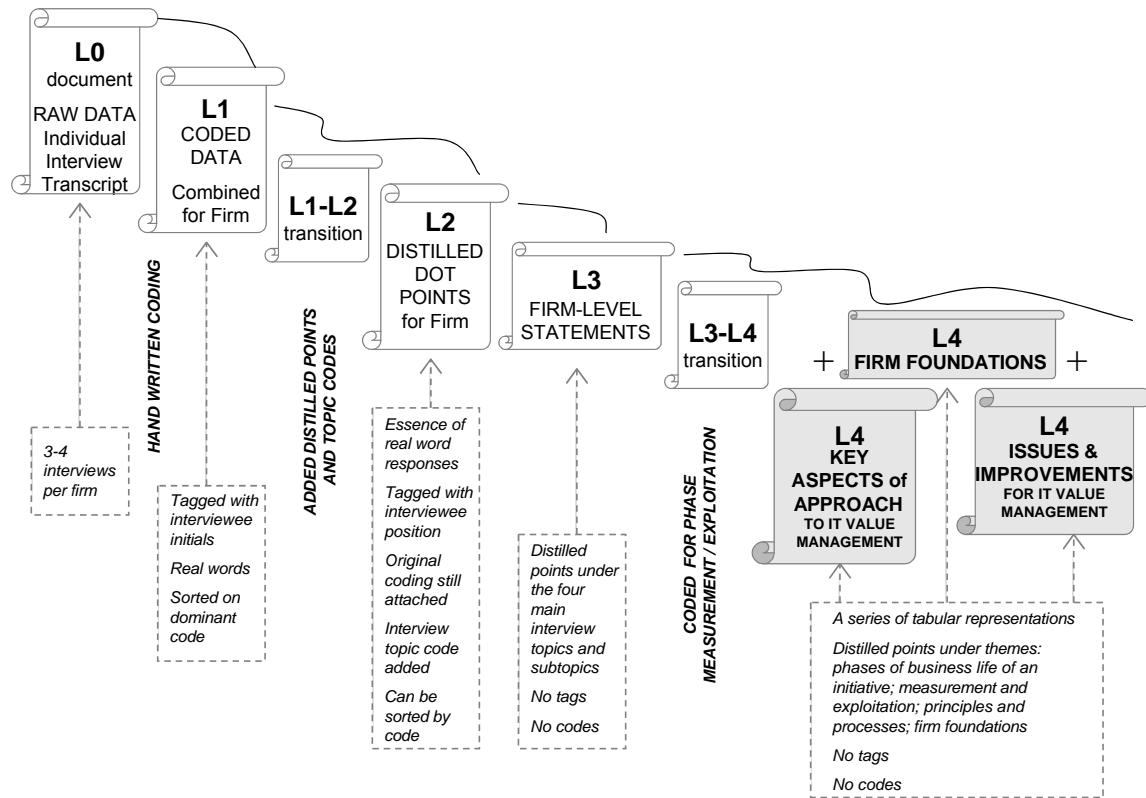 L0
document
RAW DATA
Individual
Interview
Transcript
L1
CODED
DATA
Combined
for Firm
L1-L2
transition
L2
DISTILLED
DOT
POINTS
for Firm
L3
FIRM-LEVEL
STATEMENTS
L3-L4
transition
+
L4
FIRM FOUNDATIONS
+
L4
KEY
ASPECTS of
APPROACH
TO IT VALUE
MANAGEMENT
L4
ISSUES &
IMPROVEMENTS
FOR IT VALUE
MANAGEMENT
HAND WRITTEN CODING
ADDED DISTILLED POINTS
AND TOPIC CODES
CODED FOR PHASE
MEASUREMENT / EXPLOITATION
3-4
interviews
per firm
Tagged with
interviewee
initials
Real words
Sorted on
dominant
code
Essence of
real word
responses
Tagged with
interviewee
position
Original
coding still
attached
Interview
topic code
added
Can be
sorted by
code
Distilled
points under
the four
main
interview
topics and
subtopics
No tags
No codes
A series of tabular representations
Distilled points under themes:
phases of business life of an
initiative; measurement and
exploitation; principles and
processes; firm foundations
No tags
No codes